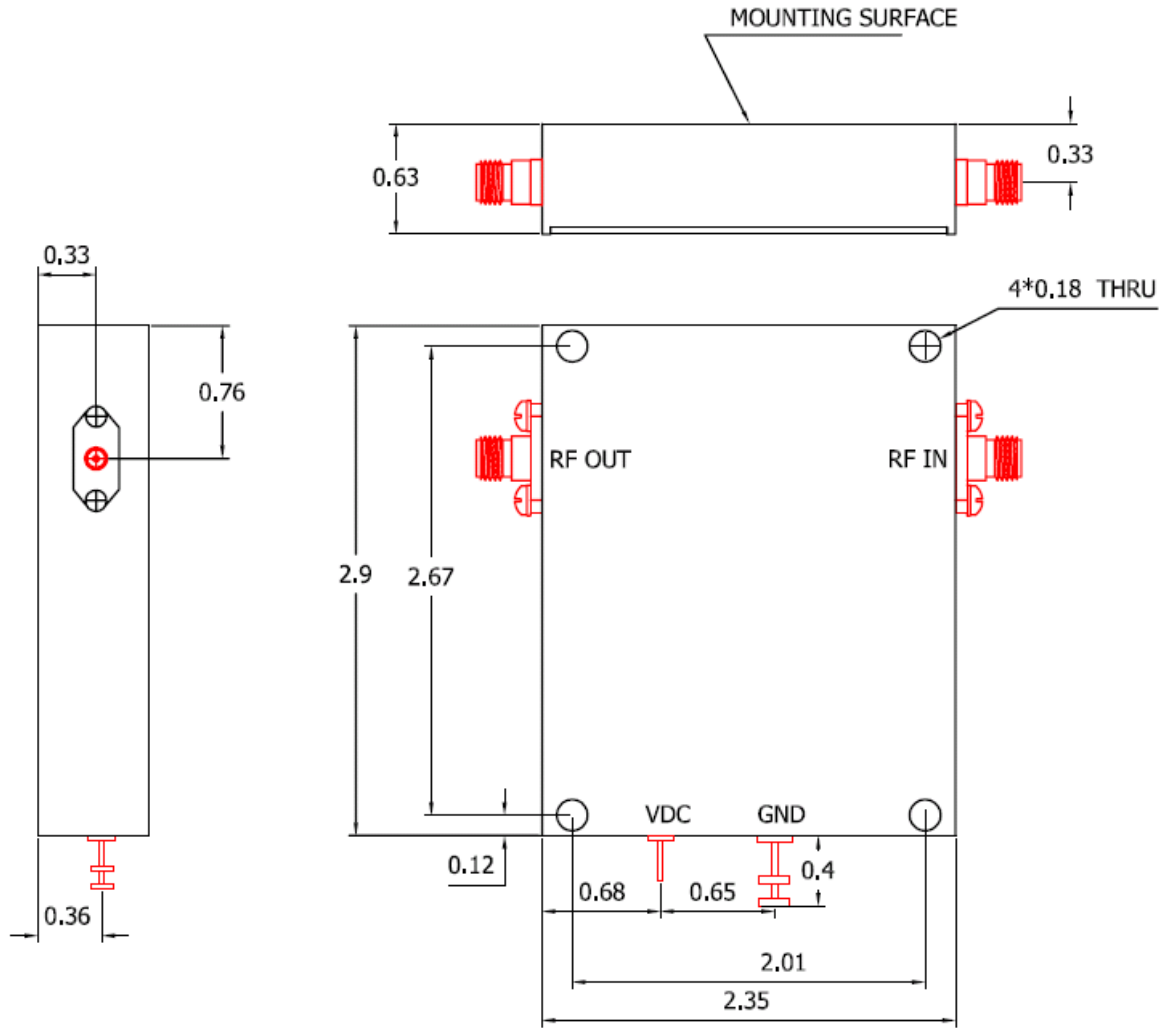 MOUNTING SURFACE
0.63
0.33
0.33
4*0.18 THRU
0.76
RF OUT
RF IN
2.9
2.67
VDC
GND
0.12
0.4
0.68
0.65
0.36
2.01
2.35